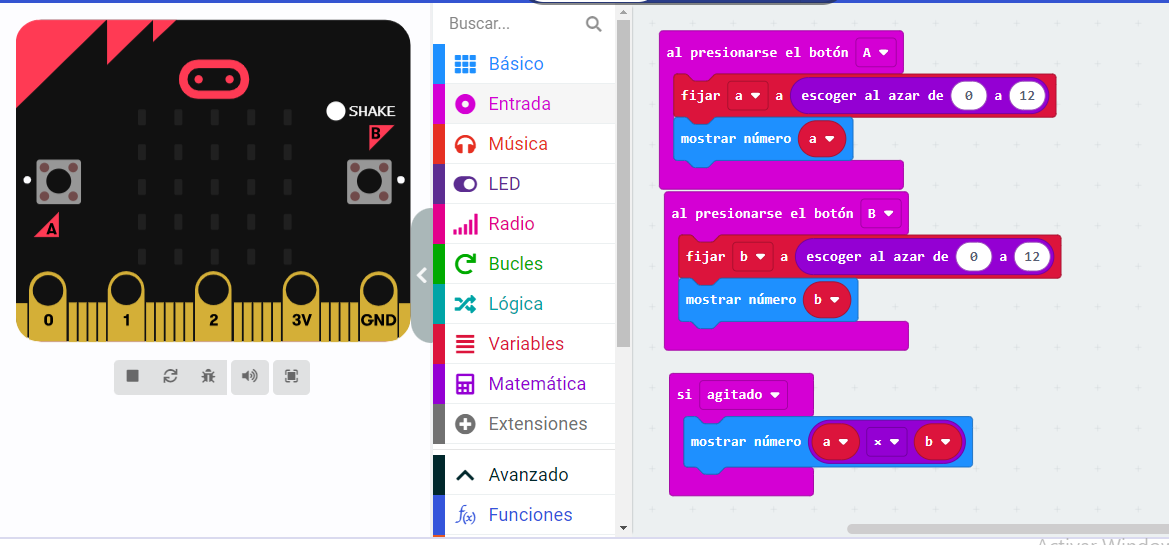 SHAKE
B
A
0 1 2 3V GND
Buscar...
Básico
Entrada
Música
LED
Radio
Bucles
Lógica
Variables
Matemática
Extensiones
Avanzado
f(x) Funciones
al presionarse el botón A
fijar a a escoger al azar de 0 a 12
mostrar número a
al presionarse el botón B
fijar b a escoger al azar de 0 a 12
mostrar número b
si agitado
mostrar número a × b
Activar Window